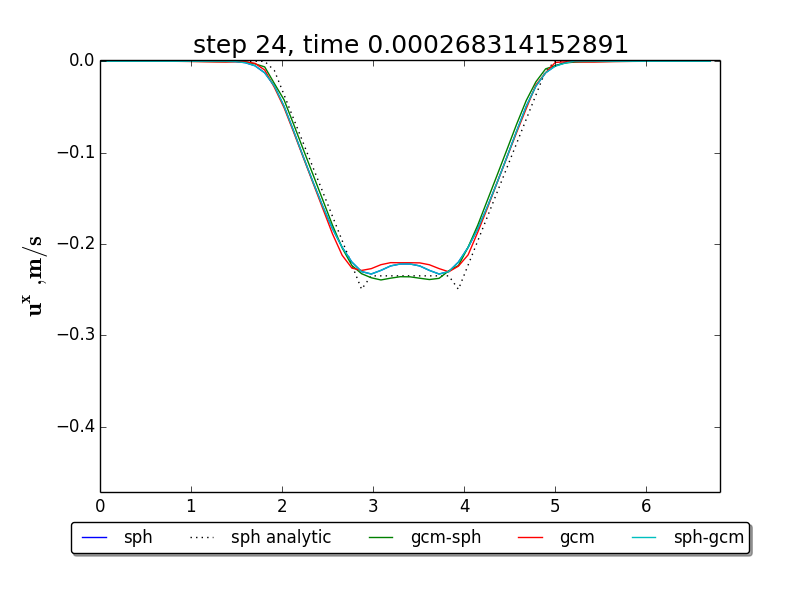 step 24, time 0.000268314152891
0.0
−0.1
−0.2
−0.3
−0.4
u^x ,m/s
0 1 2 3 4 5 6
sph sph analytic gcm-sph gcm sph-gcm